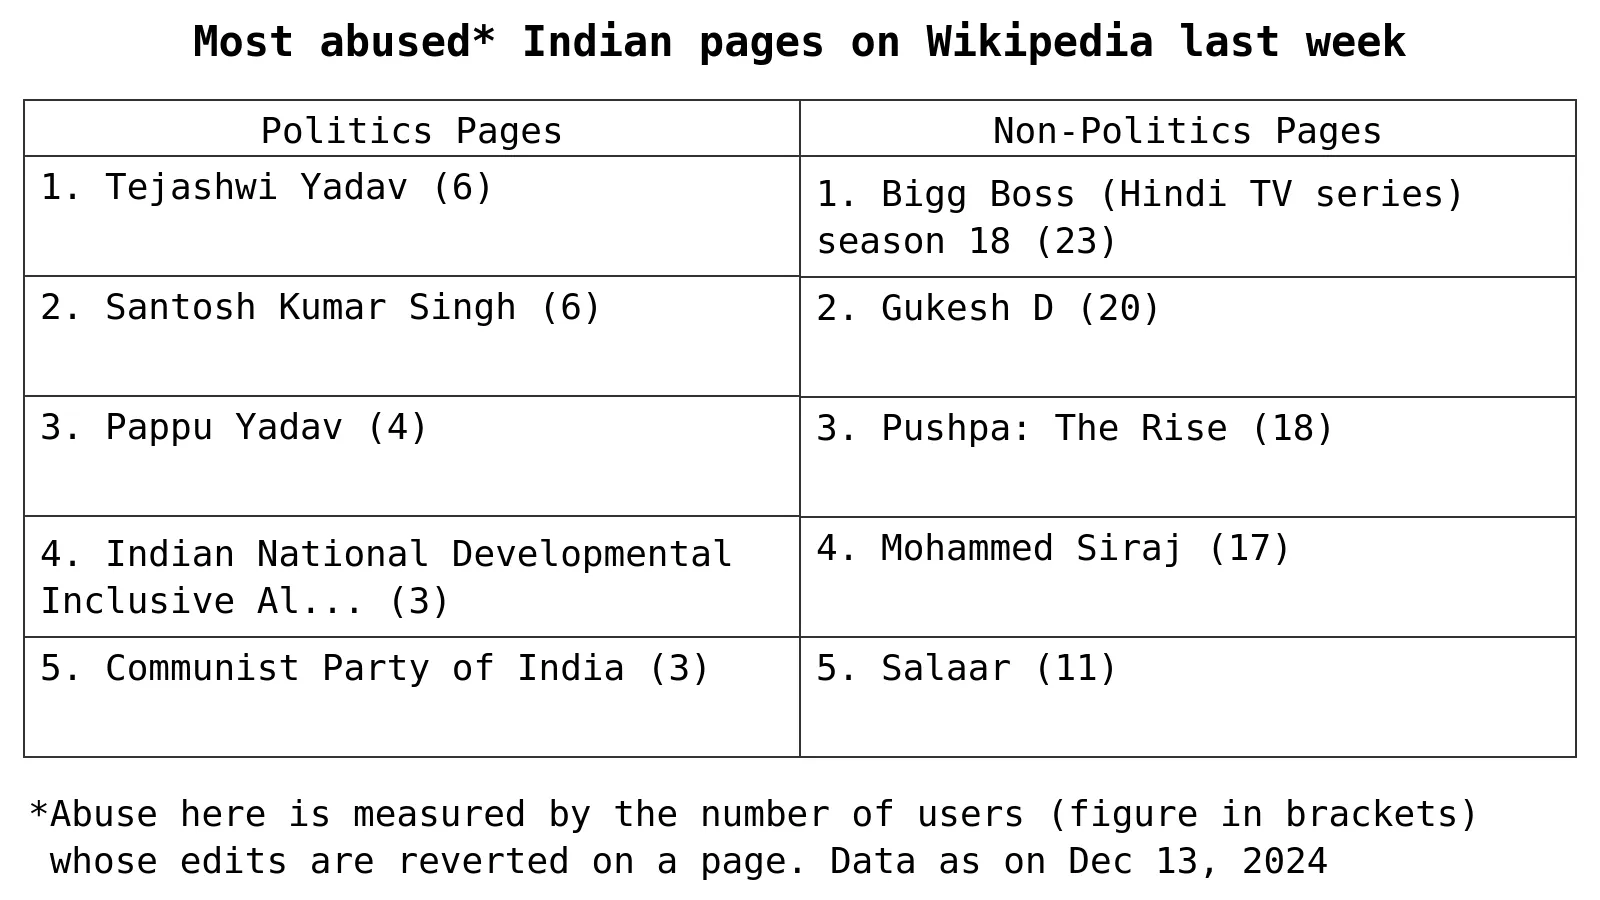 Most abused* Indian pages on Wikipedia last week
Politics Pages
Non-Politics Pages
1. Tejashwi Yadav (6)
1. Bigg Boss (Hindi TV series)
season 18 (23)
2. Santosh Kumar Singh (6)
2. Gukesh D (20)
3. Pappu Yadav (4)
3. Pushpa: The Rise (18)
4. Indian National Developmental
Inclusive Al... (3)
4. Mohammed Siraj (17)
5. Communist Party of India (3)
5. Salaar (11)
*Abuse here is measured by the number of users (figure in brackets)
whose edits are reverted on a page. Data as on Dec 13, 2024